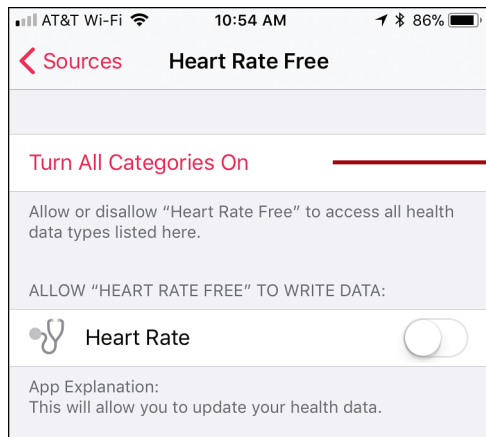 AT&T Wi-Fi 10:54 AM 86%
Sources Heart Rate Free
Turn All Categories On
Allow or disallow “Heart Rate Free” to access all health
data types listed here.
ALLOW “HEART RATE FREE” TO WRITE DATA:
Heart Rate
App Explanation:
This will allow you to update your health data.